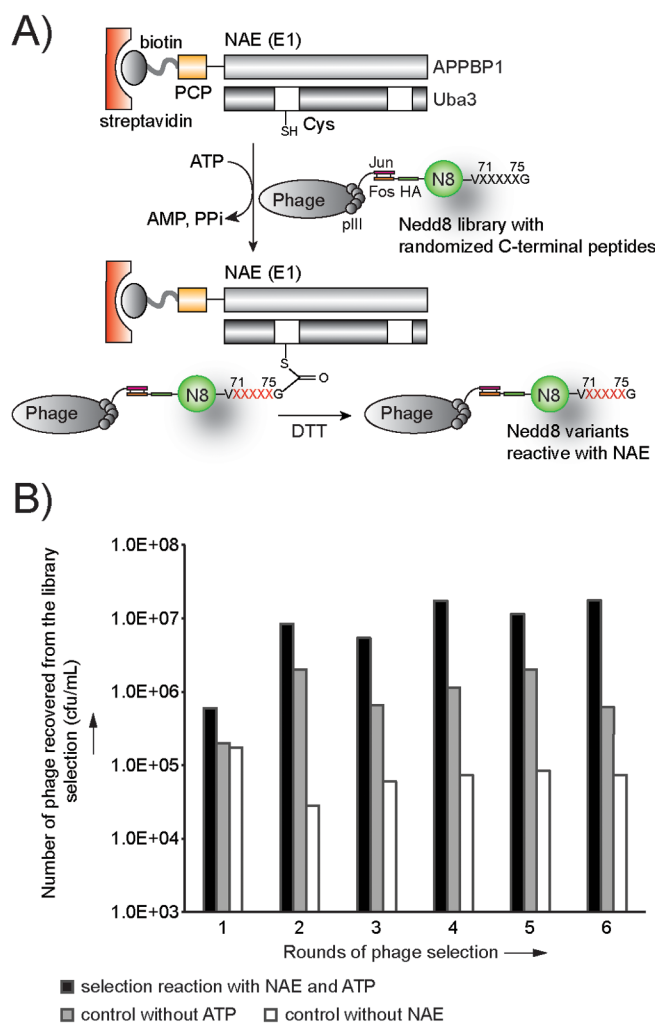 A)
NAE (E1)
biotin
APPBP1
PCP
Uba3
streptavidin
SH
Cys
ATP
AMP, PPi
Jun
71 75
Phage
Fos HA
N8
VXXXXXG
pIII
Nedd8 library with
randomized C-terminal peptides
NAE (E1)
S
O
71 75
Phage
N8
VXXXXXG
DTT
71 75
Phage
N8
VXXXXXG
Nedd8 variants
reactive with NAE
B)
Number of phage recovered from the library
selection (cfu/mL)
1.0E+08
1.0E+07
1.0E+06
1.0E+05
1.0E+04
1.0E+03
1 2 3 4 5 6
Rounds of phage selection
selection reaction with NAE and ATP
control without ATP
control without NAE